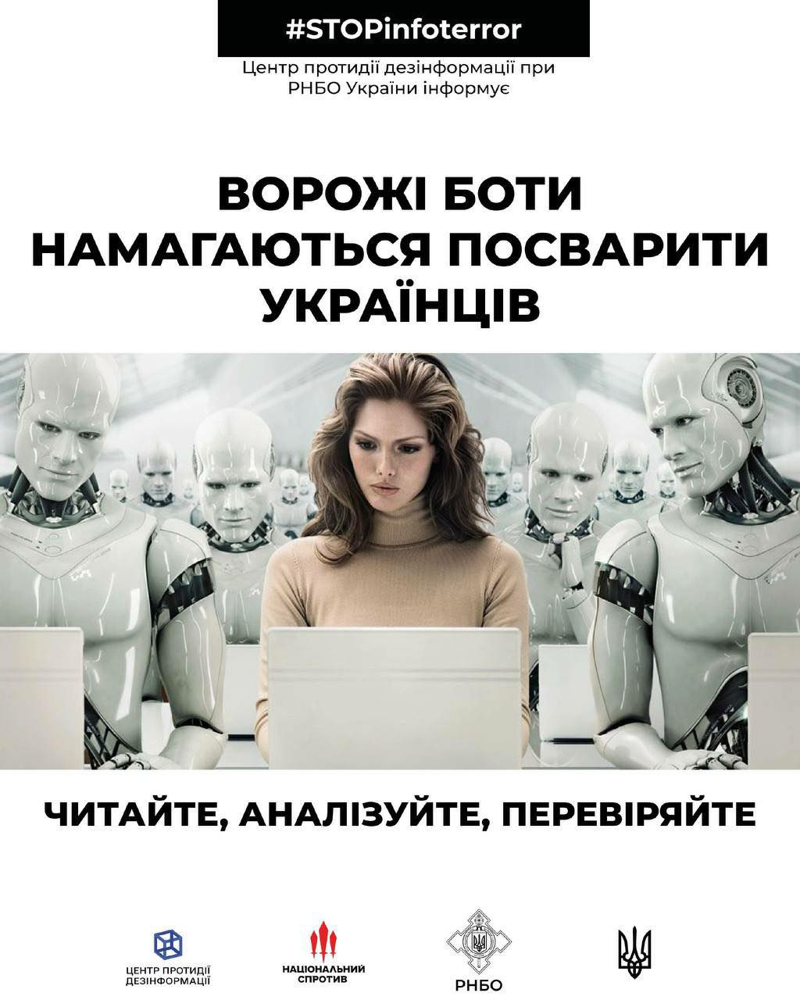 #STOPinfoterror
Центр протидії дезінформації при
РНБО України інформує
ВОРОЖІ БОТИ
НАМАГАЮТЬСЯ ПОСВАРИТИ
УКРАЇНЦІВ
ЧИТАЙТЕ, АНАЛІЗУЙТЕ, ПЕРЕВІРЯЙТЕ
ЦЕНТР ПРОТИДІЇ
ДЕЗІНФОРМАЦІЇ
НАЦІОНАЛЬНИЙ
СПРОТИВ
РНБО